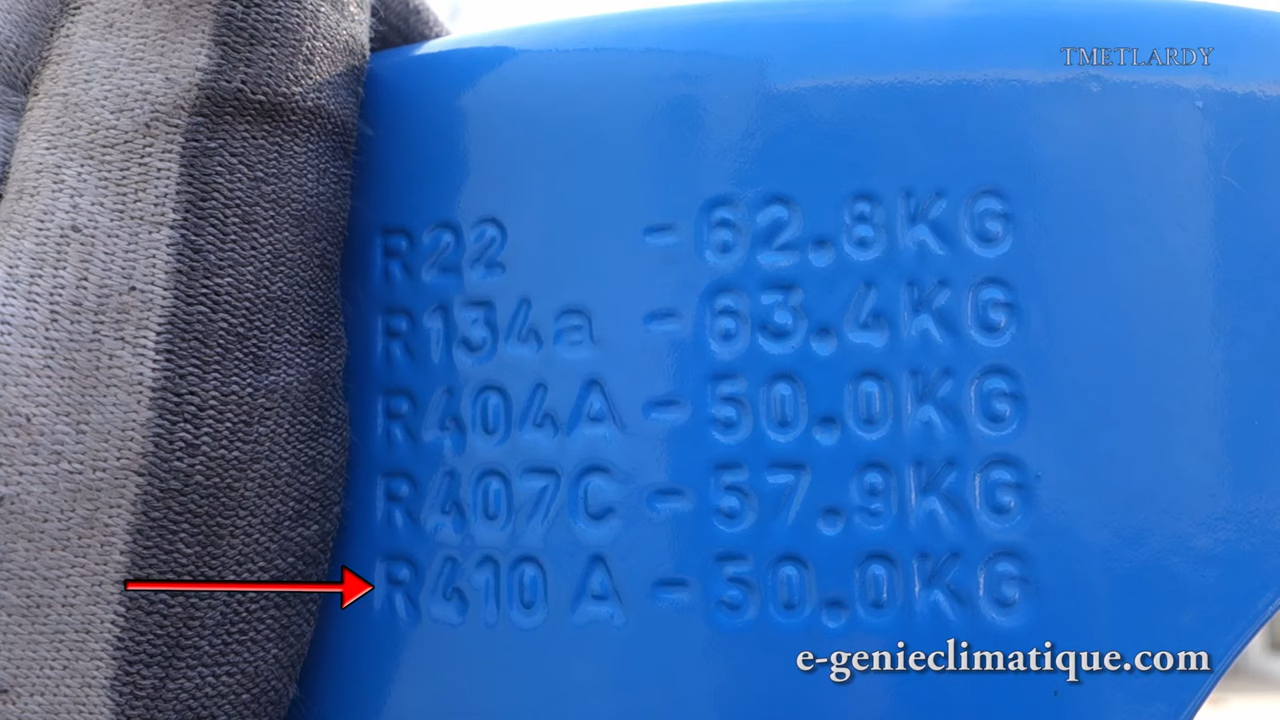 TMETLARDY
R22 -62.8KG
R134a -63.4KG
R404A -50.0KG
R407C -57.9KG
R410 A -50.0KG
e-genieclimatique.com